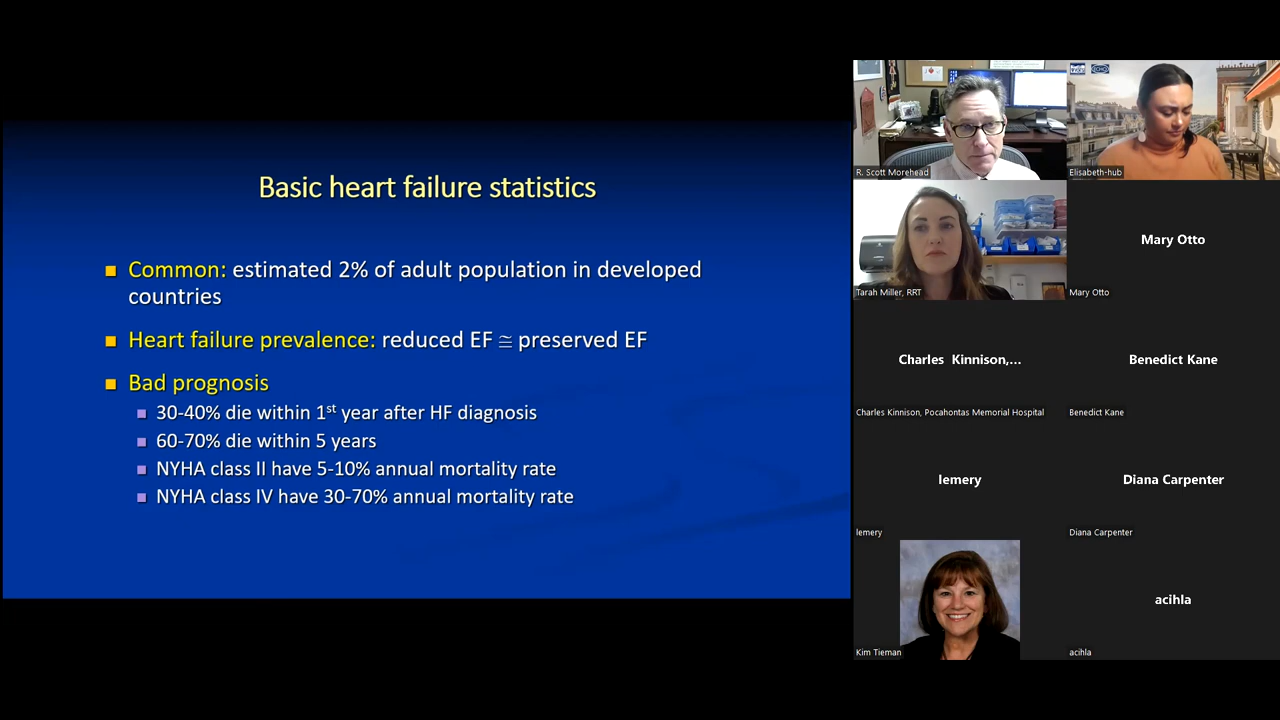 Basic heart failure statistics
Common: estimated 2% of adult population in developed
countries
Heart failure prevalence: reduced EF ≅ preserved EF
Bad prognosis
30-40% die within 1st year after HF diagnosis
60-70% die within 5 years
NYHA class II have 5-10% annual mortality rate
NYHA class IV have 30-70% annual mortality rate
R. Scott Morehead
ECHO
Elisabeth-hub
Tarah Miller, RRT
Mary Otto
Mary Otto
Charles Kinnison,...
Charles Kinnison, Pocahontas Memorial Hospital
Benedict Kane
Benedict Kane
lemery
lemery
Diana Carpenter
Diana Carpenter
Kim Tieman
acihla
acihla